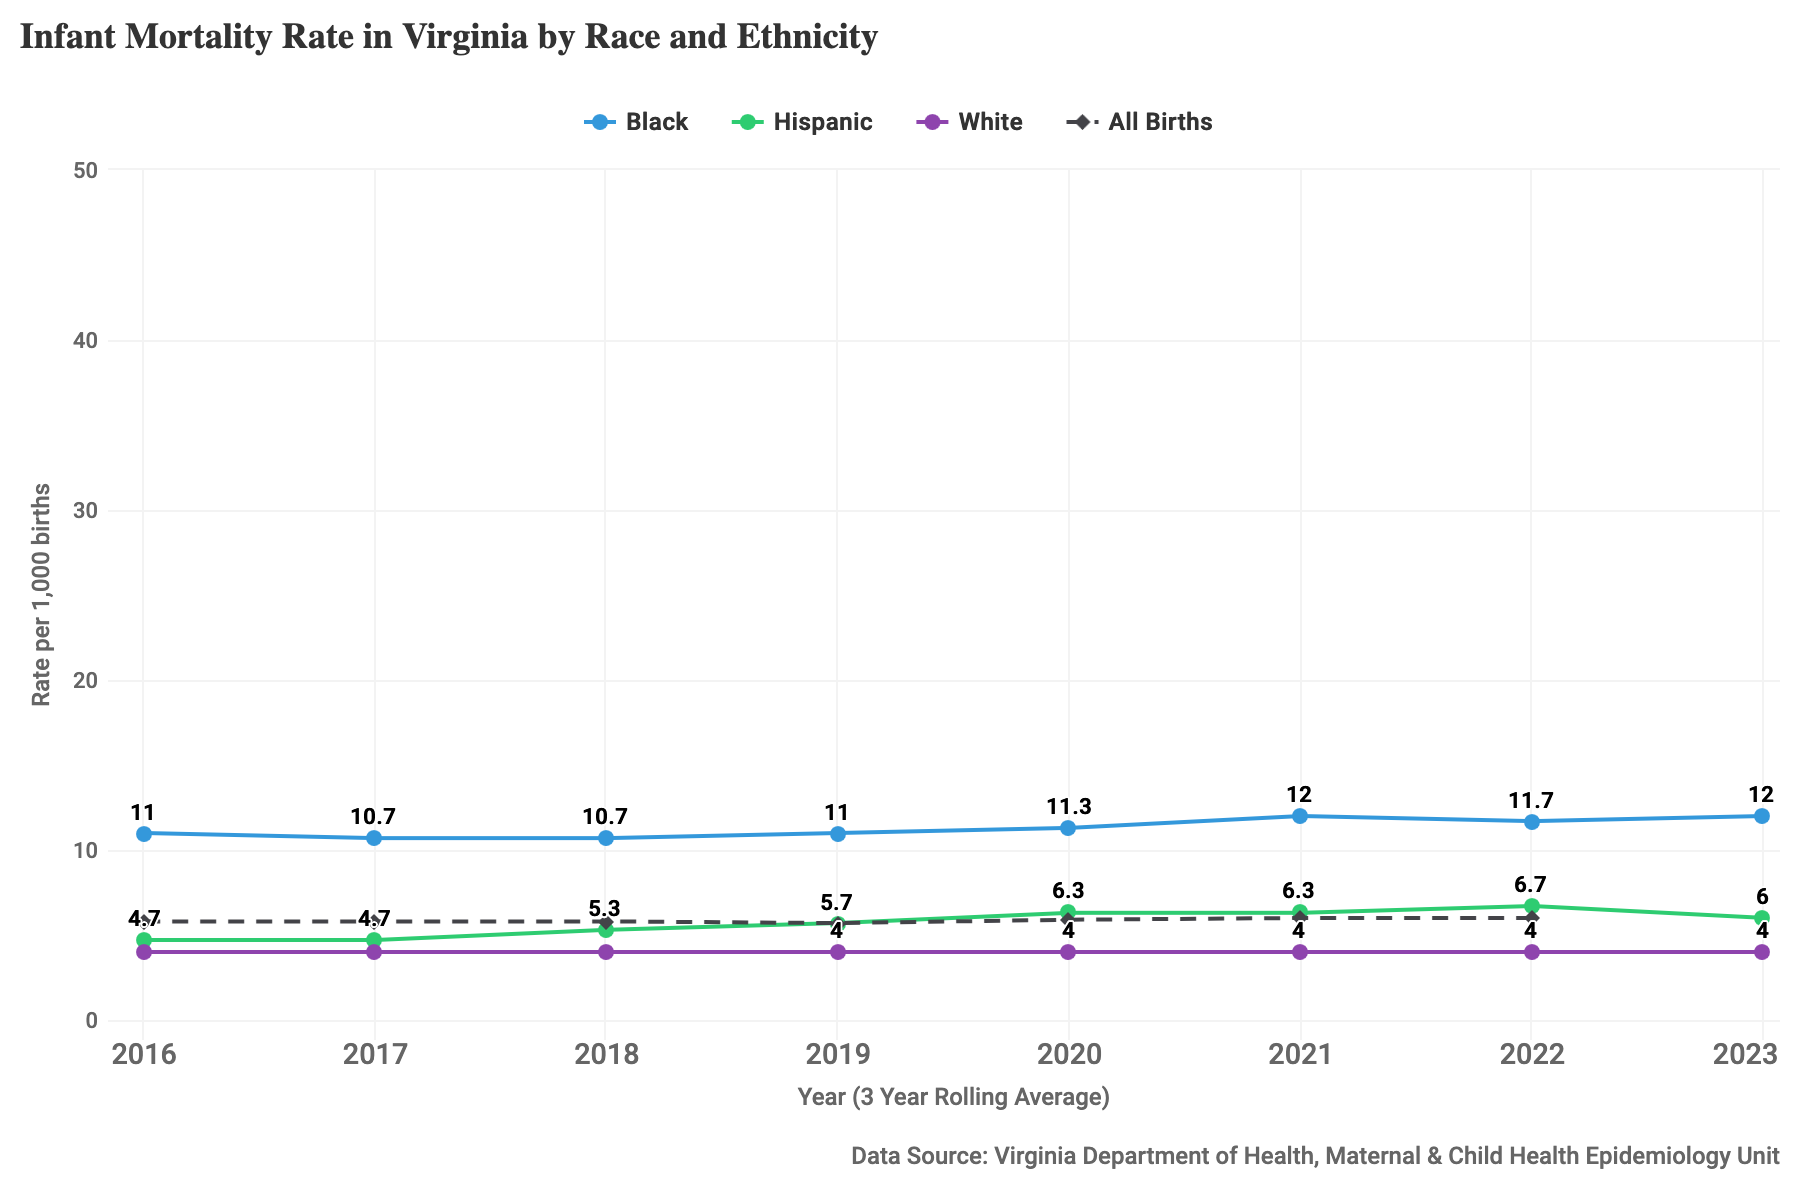 Infant Mortality Rate in Virginia by Race and Ethnicity
Black Hispanic White All Births
50
40
30
20
10
0
Rate per 1,000 births
11 10.7 10.7 11 11.3 12 11.7 12
4.7 4.7 5.3 5.7 6.3 6.3 6.7 6
4 4 4 4 4
2016 2017 2018 2019 2020 2021 2022 2023
Year (3 Year Rolling Average)
Data Source: Virginia Department of Health, Maternal & Child Health Epidemiology Unit